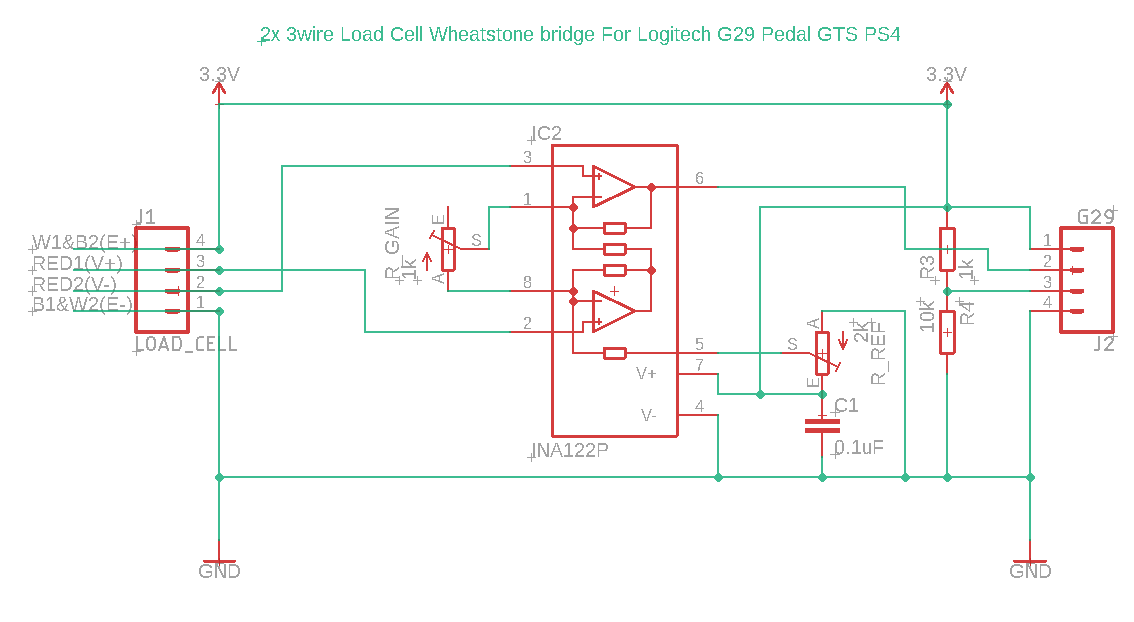 2x 3wire Load Cell Wheatstone bridge For Logitech G29 Pedal GTS PS4
3.3V
3.3V
IC2
3
6
1
J1
W1&B2(E+)
4
RED1(V+)
3
RED2(V-)
2
B1&W2(E-)
1
LOAD_CELL
R_GAIN
1k
E
S
A
8
2
5
7
V+
4
V-
INA122P
A
S
E
2K
R_REF
C1
0.1uF
R3
1k
10k
R4
G29
1
2
3
4
J2
GND
GND